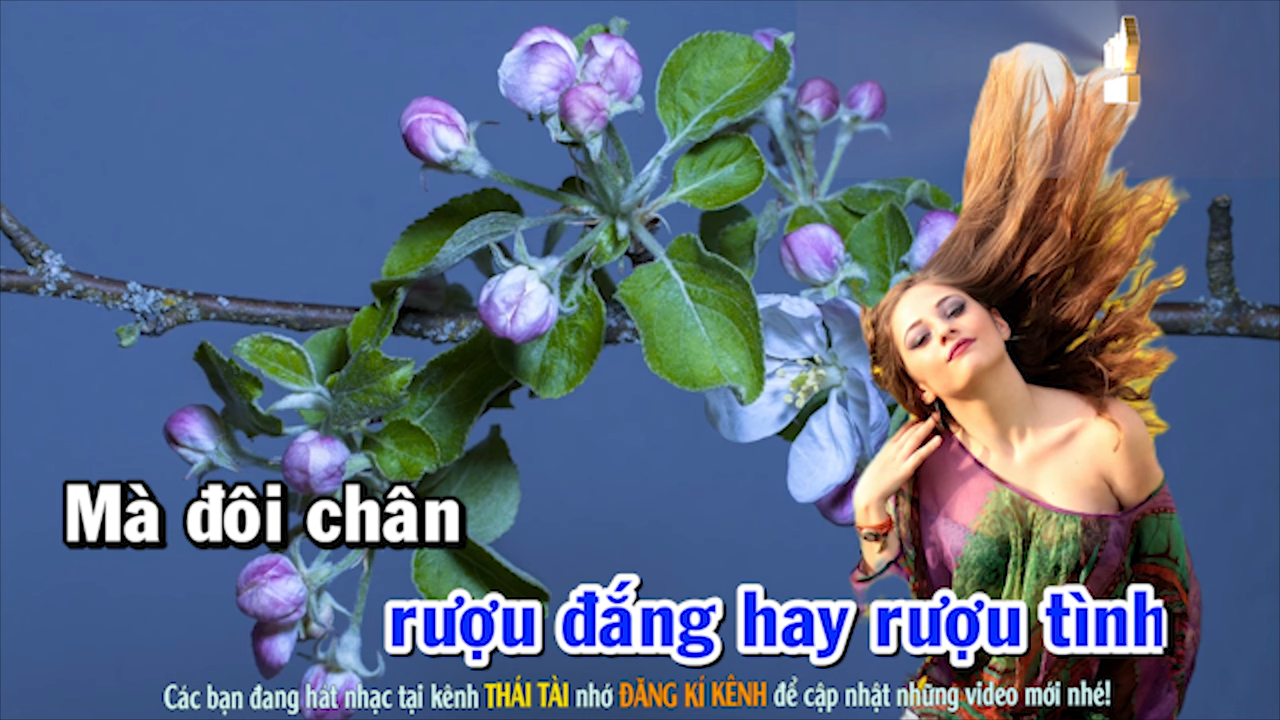 Mà đôi chân
rượu đắng hay rượu tình
Các bạn đang hát nhạc tại kênh THÁI TÀI nhớ ĐĂNG KÍ KÊNH để cập nhật những video mới nhé!